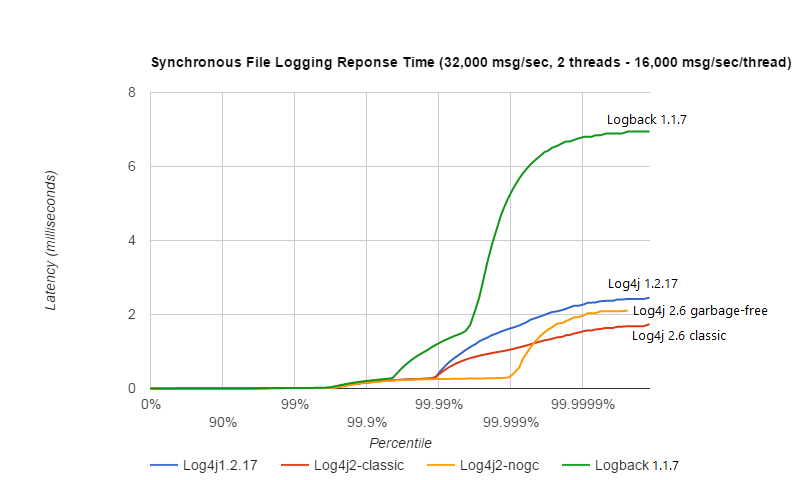 Synchronous File Logging Reponse Time (32,000 msg/sec, 2 threads - 16,000 msg/sec/thread)
8
Logback 1.1.7
6
Latency (milliseconds)
4
Log4j 1.2.17
2
Log4j 2.6 garbage-free
Log4j 2.6 classic
0
0% 99% 99.99% 99.9999%
90% 99.9% 99.999%
Percentile
Log4j1.2.17 Log4j2-classic Log4j2-nogc Logback 1.1.7